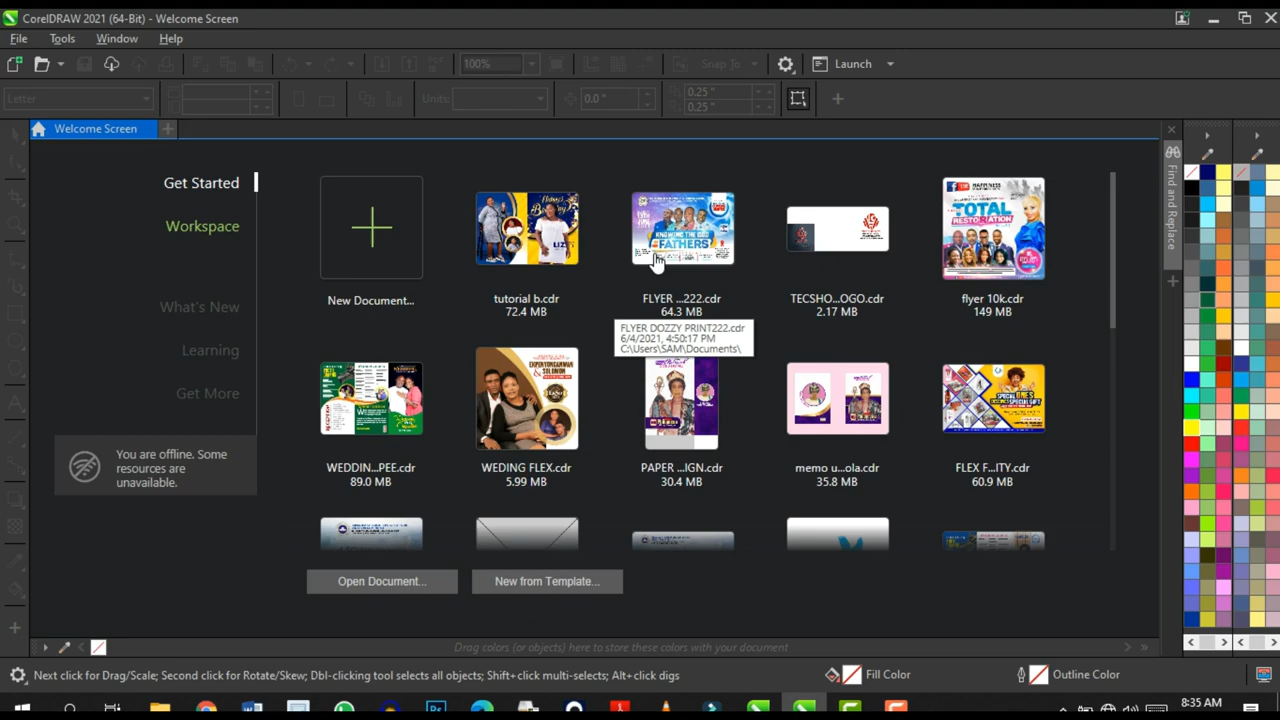 CorelDRAW 2021 (64-Bit) - Welcome Screen
File Tools Window Help
100% Snap To Launch
Letter Units: 0.0 ° 0.25 "
0.25 "
Welcome Screen
Get Started
Workspace
What's New
Learning
Get More
You are offline. Some
resources are
unavailable.
New Document...
tutorial b.cdr
72.4 MB
FLYER ...222.cdr
64.3 MB
TECSHO...OGO.cdr
2.17 MB
flyer 10k.cdr
149 MB
HAPPINESS
TOTAL
RESTORATION
LIZZY
KNOWING THE GOD
FATHERS
FLYER DOZZY PRINT222.cdr
6/4/2021, 4:50:17 PM
C:\Users\SAM\Documents\
WEDDIN...PEE.cdr
89.0 MB
WEDING FLEX.cdr
5.99 MB
PAPER ...IGN.cdr
30.4 MB
memo u...ola.cdr
35.8 MB
FLEX F...ITY.cdr
60.9 MB
Open Document... New from Template...
Find and Replace
Drag colors (or objects) here to store these colors with your document
Next click for Drag/Scale; Second click for Rotate/Skew; Dbl-clicking tool selects all objects; Shift+click multi-selects; Alt+click digs
Fill Color Outline Color
8:35 AM